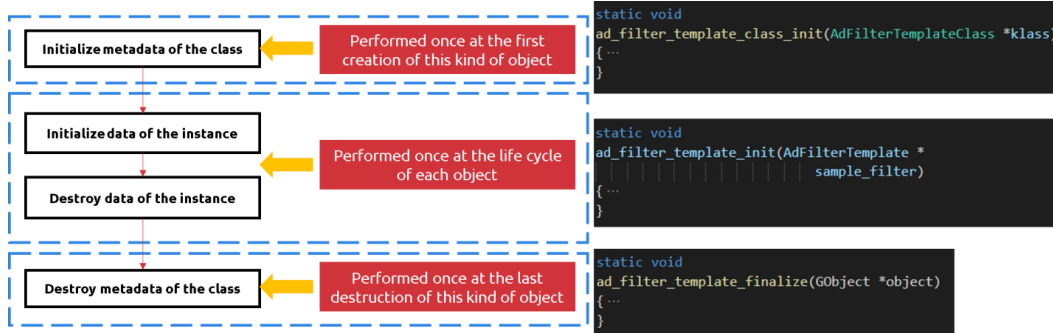 Initialize metadata of the class
Performed once at the first
creation of this kind of object
static void
ad_filter_template_class_init(AdFilterTemplateClass *klass)
{ ...
}
Initialize data of the instance
Destroy data of the instance
Performed once at the life cycle
of each object
static void
ad_filter_template_init(AdFilterTemplate *
sample_filter)
{ ...
}
Destroy metadata of the class
Performed once at the last
destruction of this kind of object
static void
ad_filter_template_finalize(GObject *object)
{ ...
}